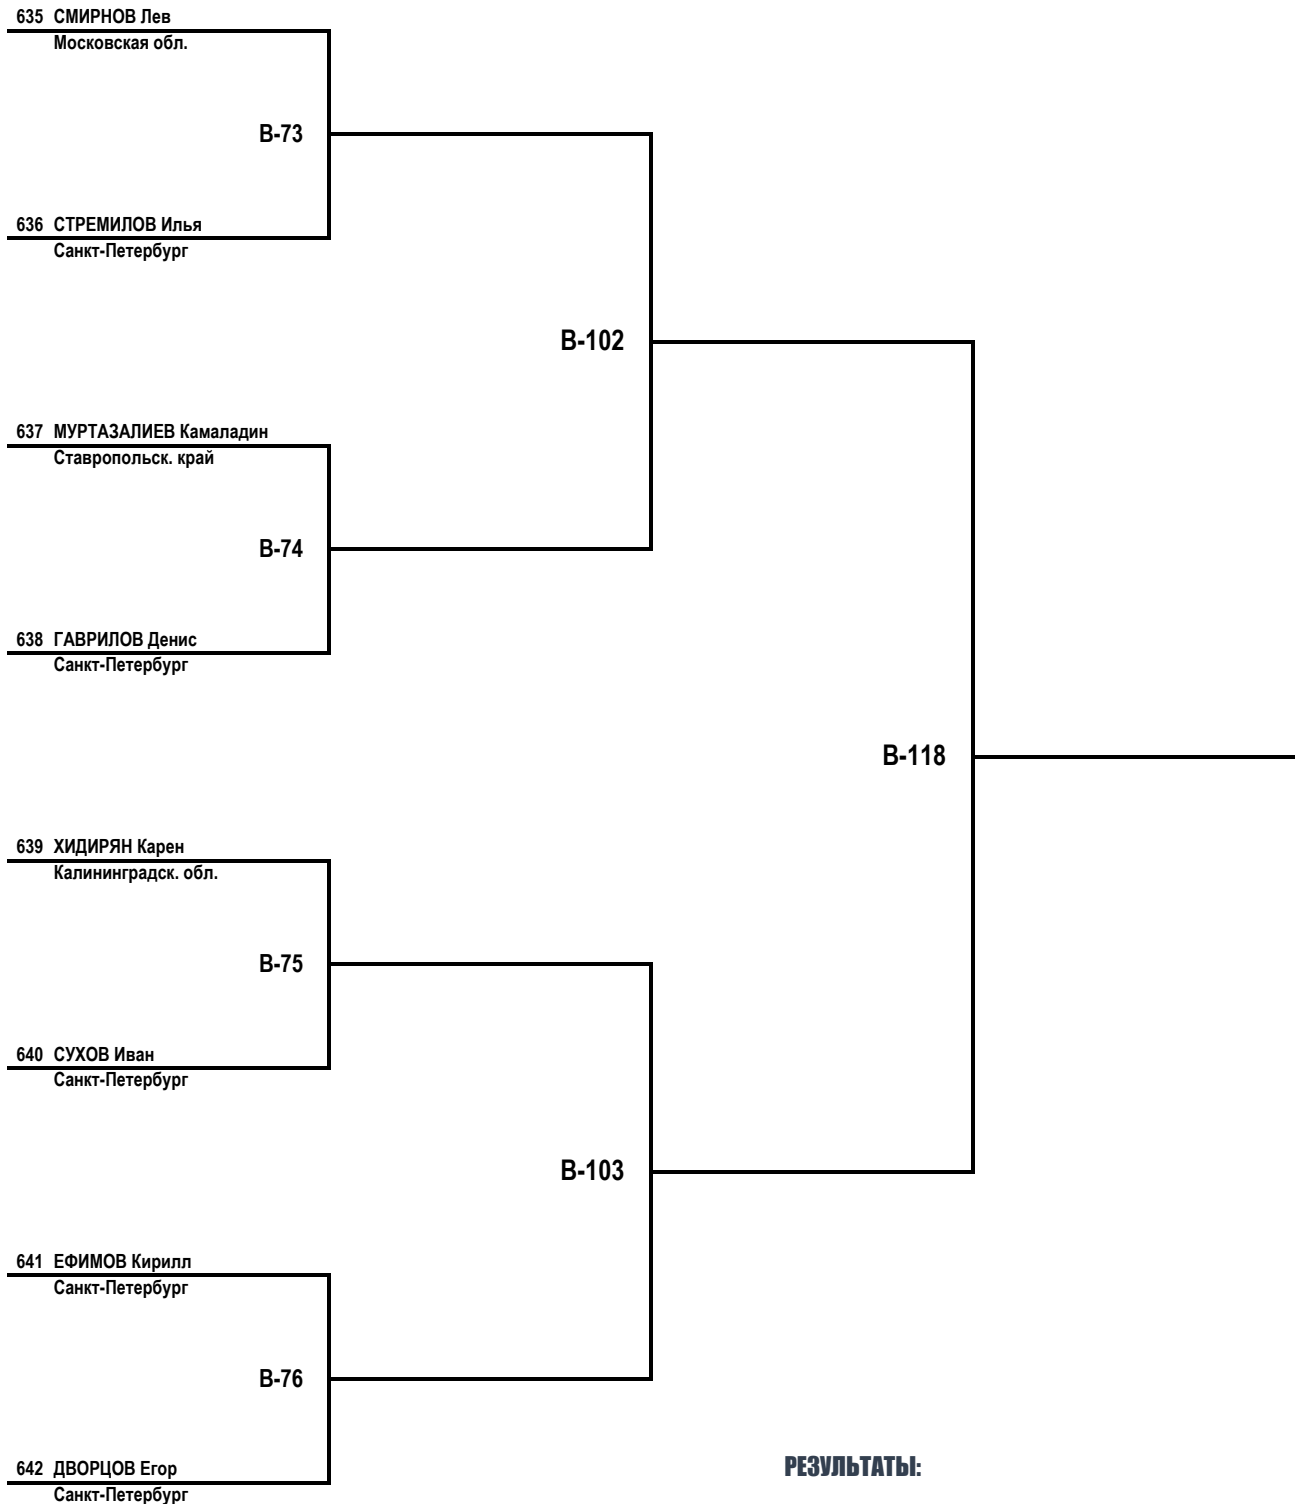 635 СМИРНОВ Лев
Московская обл.
В-73
636 СТРЕМИЛОВ Илья
Санкт-Петербург
В-102
637 МУРТАЗАЛИЕВ Камаладин
Ставропольск. край
В-74
638 ГАВРИЛОВ Денис
Санкт-Петербург
В-118
639 ХИДИРЯН Карен
Калининградск. обл.
В-75
640 СУХОВ Иван
Санкт-Петербург
В-103
641 ЕФИМОВ Кирилл
Санкт-Петербург
В-76
РЕЗУЛЬТАТЫ:
642 ДВОРЦОВ Егор
Санкт-Петербург